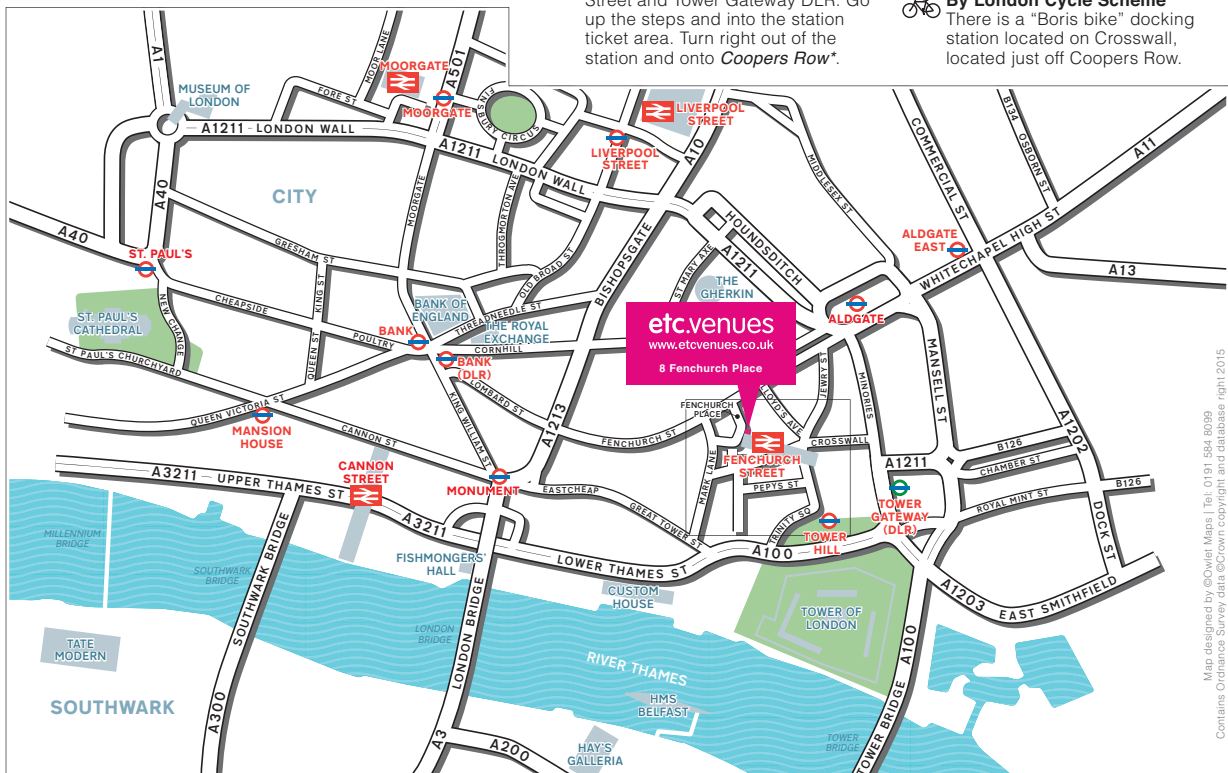 Street and Tower Gateway DLR. Go
up the steps and into the station
ticket area. Turn right out of the
station and onto Coopers Row*.
By London Cycle Scheme
There is a "Boris bike" docking
station located on Crosswall,
located just off Coopers Row.
A1
MOOR LANE
MOORGATE
A501
MUSEUM OF
LONDON
FORE ST
MOORGATE
FINSBURY CIRCUS
LIVERPOOL
STREET
LIVERPOOL
STREET
A10
A1211 - LONDON WALL
A1211 LONDON WALL
COMMERCIAL ST
B134 OSBORN ST
A11
MIDDLESEX ST
A40
CITY
MOORGATE
THROGMORTON AVE
HOUNDSDITCH
A1211
ALDGATE
EAST
WHITECHAPEL HIGH ST
A13
A40
ST. PAUL'S
GRESHAM ST
OLD BROAD ST
BISHOPSGATE
ST MARY AXE
THE
GHERKIN
CHEAPSIDE
KING ST
BANK OF
ENGLAND
THREADNEEDLE ST
THE ROYAL
EXCHANGE
ST. PAUL'S
CATHEDRAL
NEW CHANGE
POULTRY
BANK
CORNHILL
etc.venues
www.etcvenues.co.uk
8 Fenchurch Place
ALDGATE
ST PAUL'S CHURCHYARD
QUEEN ST
BANK
(DLR)
LOMBARD ST
JEWRY ST
MINORIES
MANSELL ST
LLOYD'S AVE
FENCHURCH
PLACE
QUEEN VICTORIA ST
MANSION
HOUSE
CANNON ST
KING WILLIAM ST
A1213
FENCHURCH ST
CROSSWALL
A1202
B126
FENCHURCH
STREET
A1211
CHAMBER ST
CANNON
STREET
A3211 - UPPER THAMES ST
MONUMENT
EASTCHEAP
MARK LANE
PEPYS ST
B126
ROYAL MINT ST
TOWER
GATEWAY
(DLR)
GREAT TOWER ST
TRINITY SQ
TOWER
HILL
DOCK ST
A3211
MILLENNIUM
BRIDGE
A100
LOWER THAMES ST
FISHMONGERS'
HALL
SOUTHWARK
BRIDGE
SOUTHWARK BRIDGE
CUSTOM
HOUSE
TOWER OF
LONDON
A1203
EAST SMITHFIELD
LONDON
BRIDGE
LONDON BRIDGE
TATE
MODERN
RIVER THAMES
A100
HMS
BELFAST
SOUTHWARK
A300
A3
A200
HAY'S
GALLERIA
TOWER
BRIDGE
TOWER BRIDGE
Map designed by ©Owlet Maps | Tel: 0191 584 8099
Contains Ordnance Survey data ©Crown copyright and database right 2015